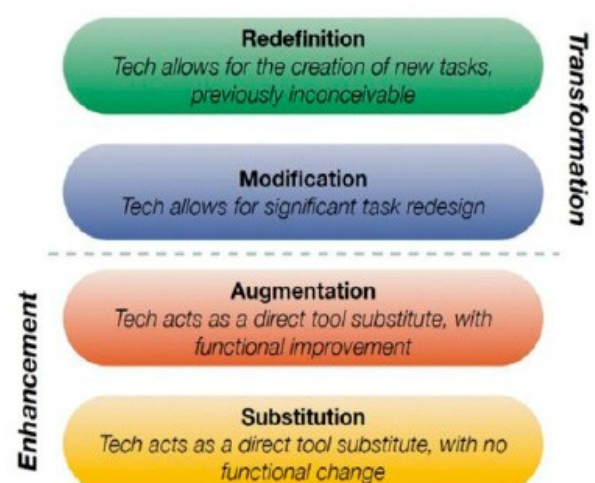 Redefinition
Tech allows for the creation of new tasks,
previously inconceivable
Transformation
Modification
Tech allows for significant task redesign
Augmentation
Tech acts as a direct tool substitute, with
functional improvement
Enhancement
Substitution
Tech acts as a direct tool substitute, with no
functional change